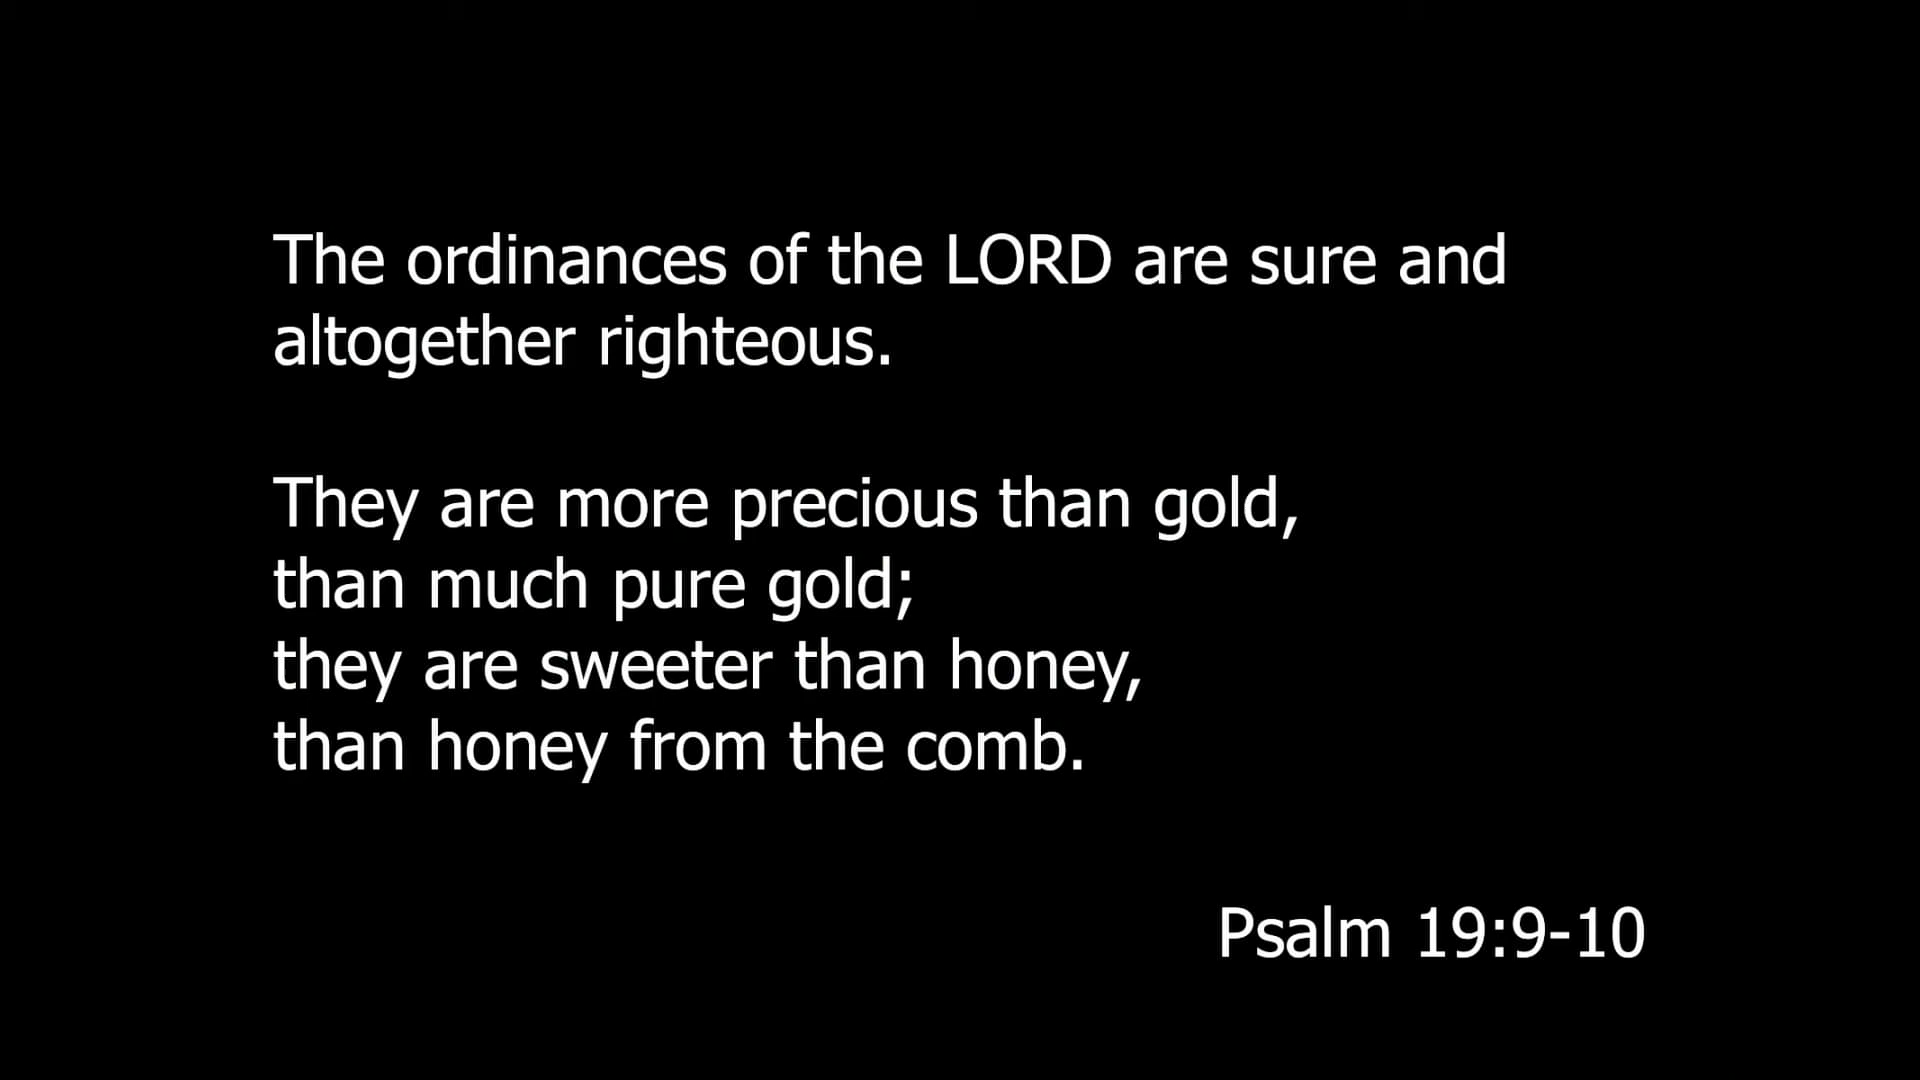 The ordinances of the LORD are sure and
altogether righteous.
They are more precious than gold,
than much pure gold;
they are sweeter than honey,
than honey from the comb.
Psalm 19:9-10